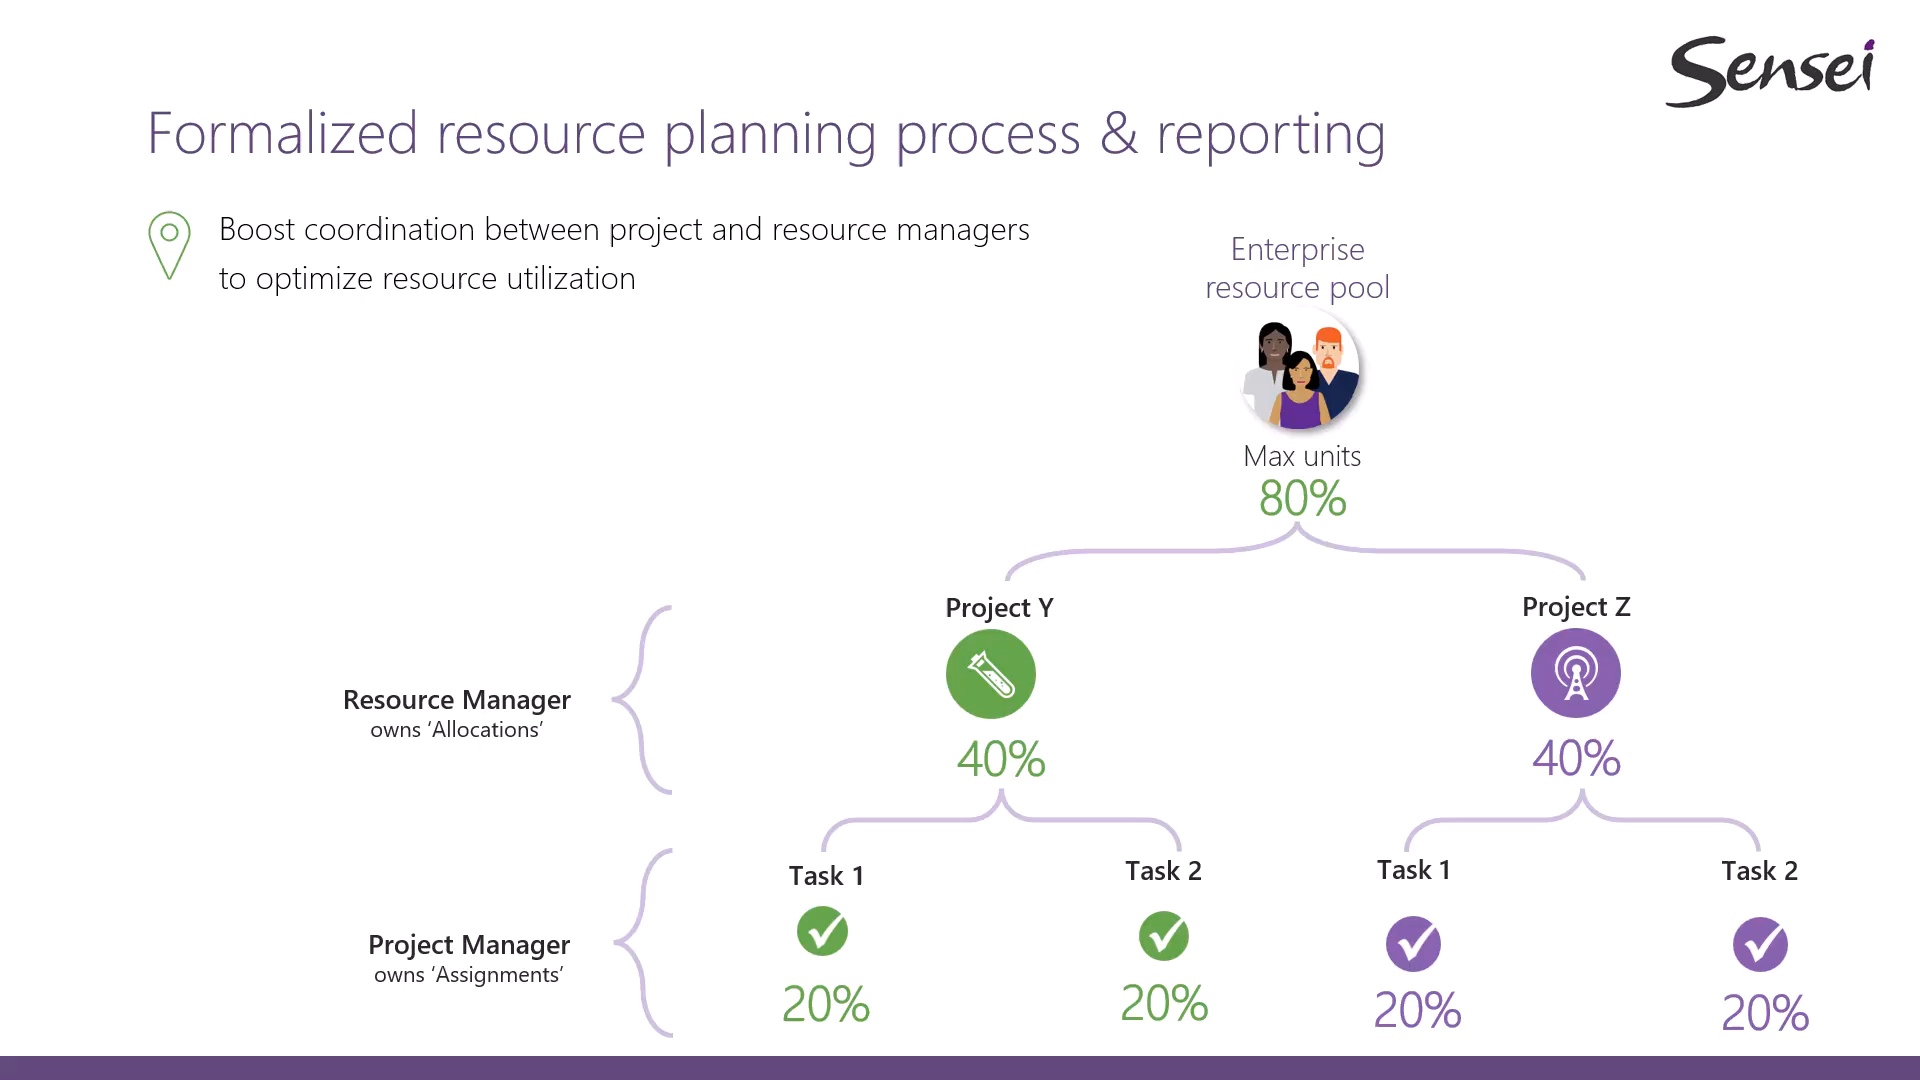 Sensei
Formalized resource planning process & reporting
Boost coordination between project and resource managers
to optimize resource utilization
Enterprise
resource pool
Max units
80%
Project Y
Project Z
Resource Manager
owns ‘Allocations’
40%
40%
Task 1
Task 2
Task 1
Task 2
Project Manager
owns ‘Assignments’
20%
20%
20%
20%